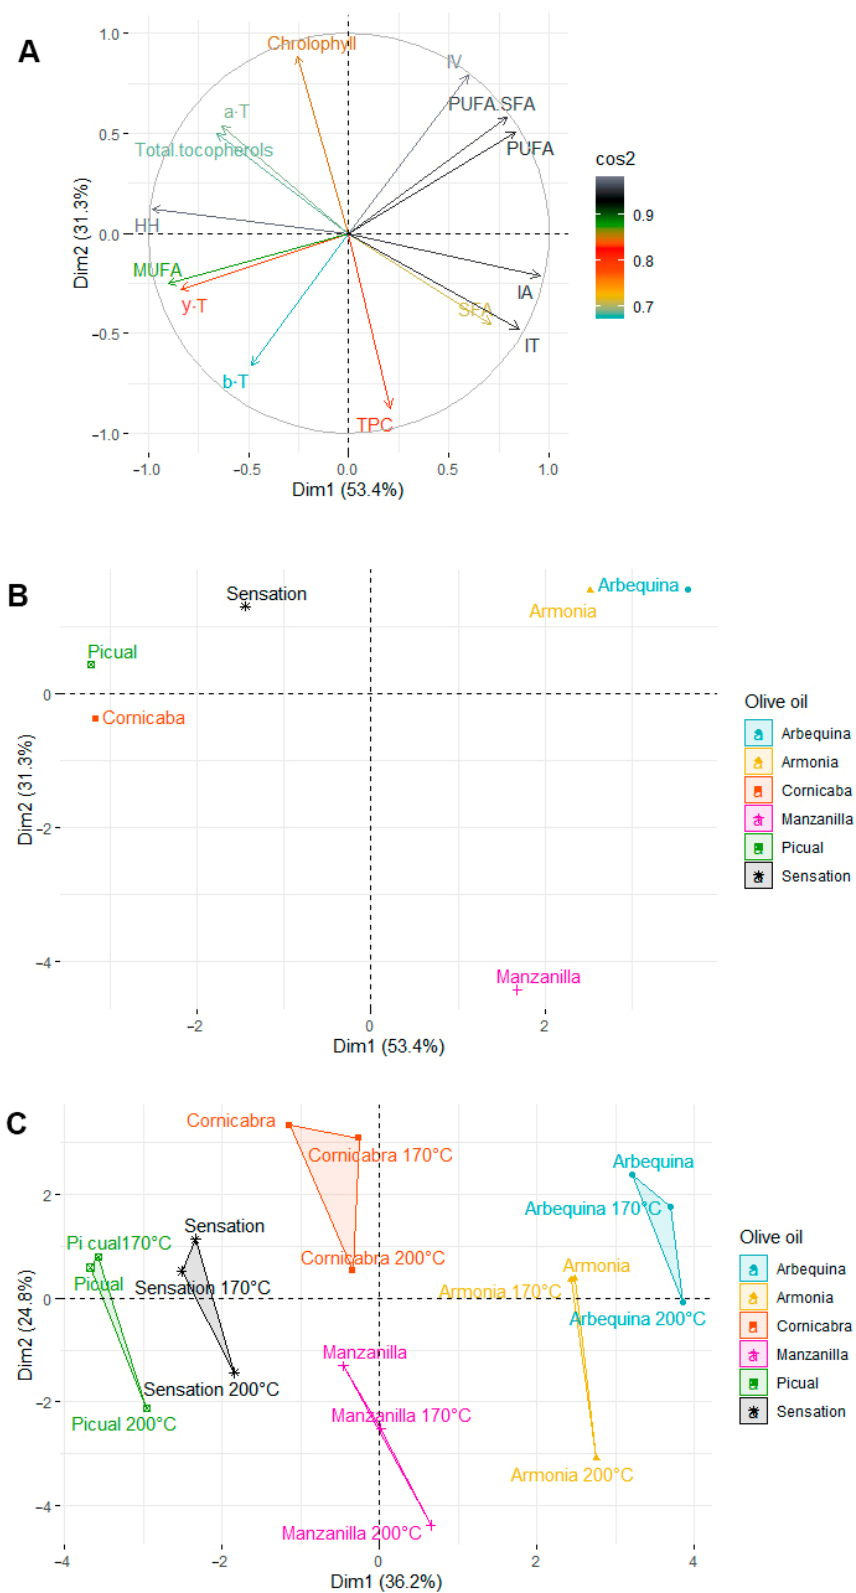 A
1.0
Chrolophyll
IV
PUFA.SFA
a·T
0.5
Total.tocopherols
PUFA
cos2
0.9
0.8
0.7
Dim2 (31.3%)
HH
0.0
MUFA
y·T
IA
SFA
IT
−0.5
b·T
TPC
−1.0
−1.0 −0.5 0.0 0.5 1.0
Dim1 (53.4%)
B
Sensation
Arbequina
Armonia
Picual
0
Cornicaba
Dim2 (31.3%)
−2
−4
Manzanilla
−2 0 2
Dim1 (53.4%)
Olive oil
Arbequina
Armonia
Cornicaba
Manzanilla
Picual
Sensation
C
Cornicabra
Cornicabra 170°C
Arbequina
2
Arbequina 170°C
Sensation
Pi cual170°C
Cornicabra 200°C
Armonia
Picual
Sensation 170°C
Armonia 170°C
0
Arbequina 200°C
Dim2 (24.8%)
Manzanilla
Sensation 200°C
−2
Manzanilla 170°C
Picual 200°C
Armonia 200°C
−4
Manzanilla 200°C
−4 −2 0 2 4
Dim1 (36.2%)
Olive oil
Arbequina
Armonia
Cornicabra
Manzanilla
Picual
Sensation